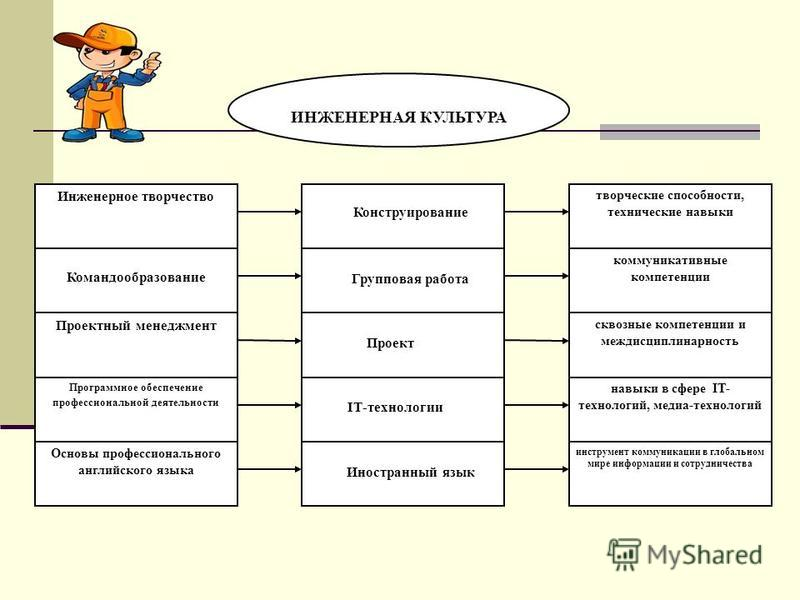 ИНЖЕНЕРНАЯ КУЛЬТУРА
Инженерное творчество
Конструирование
творческие способности,
технические навыки
Командообразование
Групповая работа
коммуникативные
компетенции
Проектный менеджмент
Проект
сквозные компетенции и
междисциплинарность
Программное обеспечение
профессиональной деятельности
IT-технологии
навыки в сфере IT-
технологий, медиа-технологий
Основы профессионального
английского языка
Иностранный язык
инструмент коммуникации в глобальном
мире информации и сотрудничества
MyShared